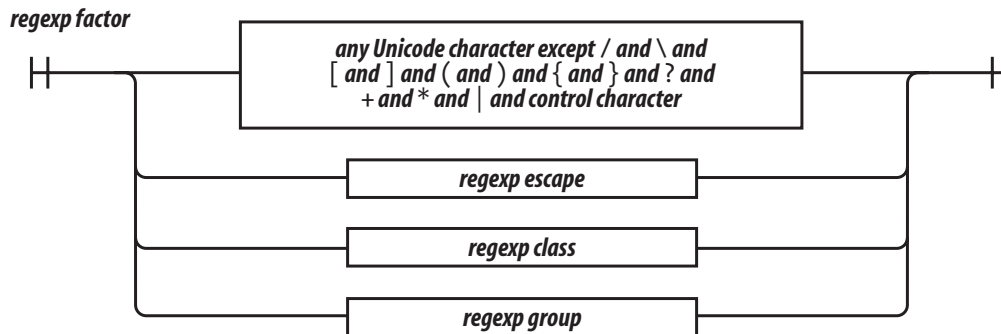 regexp factor
any Unicode character except / and \ and
[ and ] and ( and ) and { and } and ? and
+ and * and | and control character
regexp escape
regexp class
regexp group